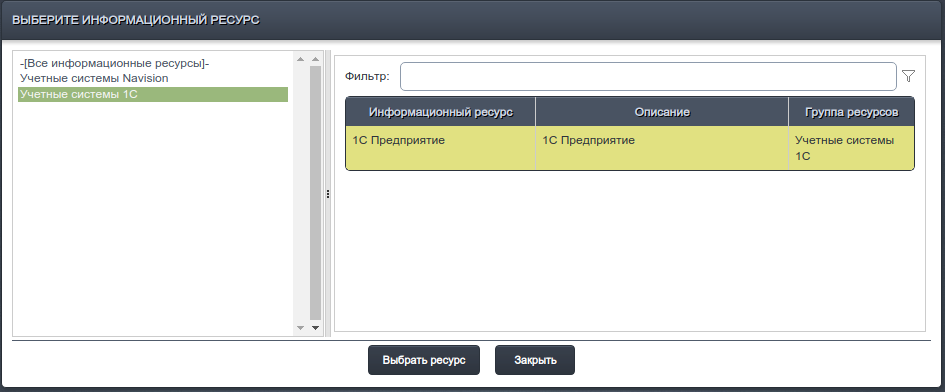 ВЫБЕРИТЕ ИНФОРМАЦИОННЫЙ РЕСУРС
-[Все информационные ресурсы]-
Учетные системы Navision
Учетные системы 1С
Фильтр:
Информационный ресурс Описание Группа ресурсов
1С Предприятие 1С Предприятие Учетные системы
1С
Выбрать ресурс Закрыть